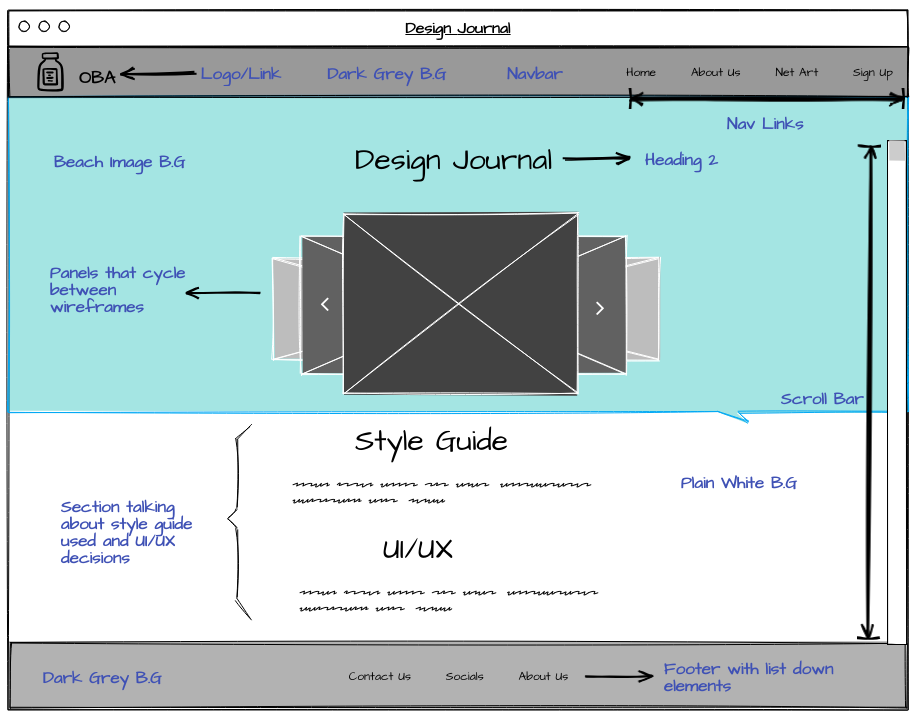 Design Journal
OBA
Logo/Link
Dark Grey B.G
Navbar
Home
About Us
Net Art
Sign Up
Nav Links
Beach Image B.G
Design Journal
Heading 2
Panels that cycle
between
wireframes
Scroll Bar
Style Guide
Plain White B.G
Section talking
about style guide
used and UI/UX
decisions
UI/UX
Dark Grey B.G
Contact Us
Socials
About Us
Footer with list down
elements